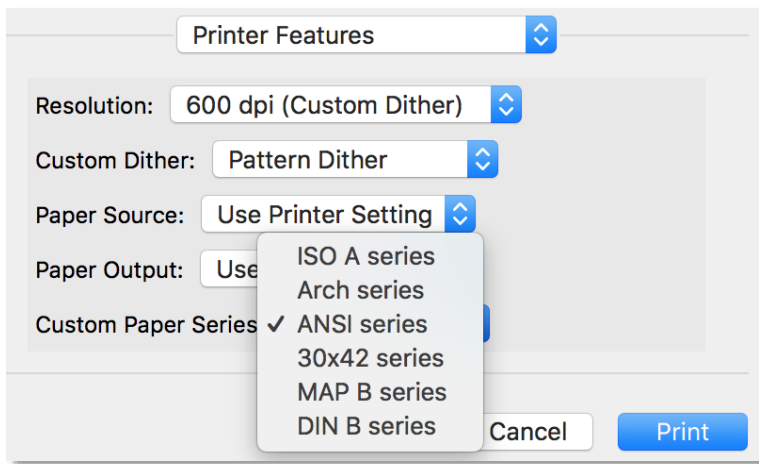 Printer Features
Resolution: 600 dpi (Custom Dither)
Custom Dither: Pattern Dither
Paper Source: Use Printer Setting
Paper Output: Use
Custom Paper Series
ISO A series
Arch series
✓ ANSI series
30x42 series
MAP B series
DIN B series
Cancel
Print